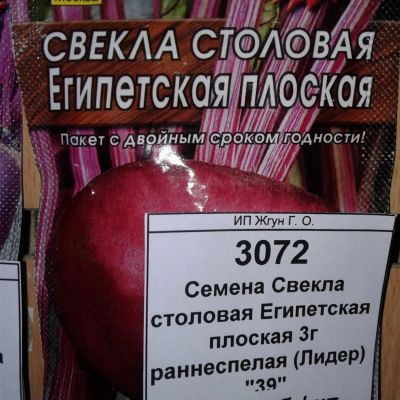 СВЕКЛА СТОЛОВАЯ
Египетская плоская
Пакет с двойным сроком годности!
ИП Жгун Г. О.
3072
Семена Свекла
столовая Египетская
плоская 3г
раннеспелая (Лидер)
"39"